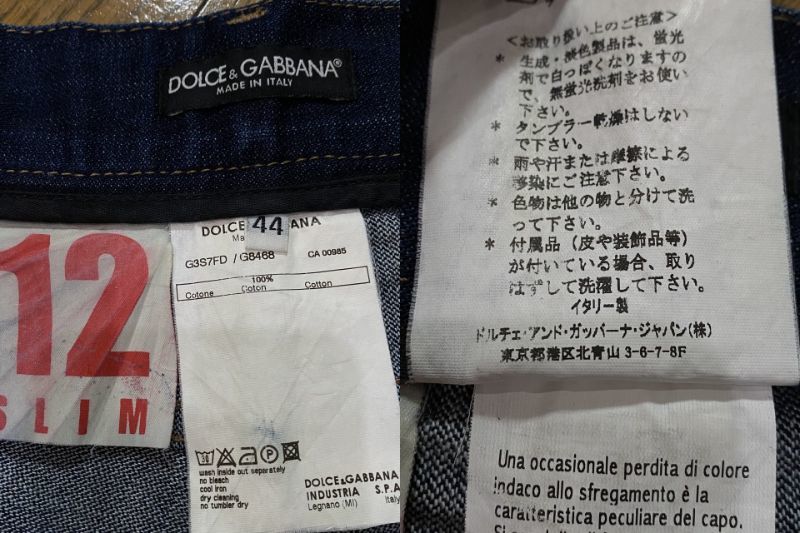 DOLCE & GABBANA®
MADE IN ITALY
12
SLIM
44
DOLCE ANA
G3S7FD / G8468 CA 00985
100%
Cotone Coton Cotton
wash inside out separately
no bleach
cool iron
dry cleaning
no tumbler dry
DOLCE&GABBANA
INDUSTRIA S.P.A
Legnano (MI) Italy
<お取り扱い上のご注意>
* 生成・淡色製品は、蛍光
剤で白っぽくなりますの
で、無蛍光洗剤をお使い
下さい。
* タンブラー乾燥はしない
で下さい。
* 雨や汗または摩擦による
移染にご注意下さい。
* 色物は他の物と分けて洗
って下さい。
* 付属品(皮や装飾品等)
が付いている場合、取り
はずして洗濯して下さい。
イタリー製
ドルチェ・アンド・ガッバーナ・ジャパン(株)
東京都港区北青山3-6-7-8F
Una occasionale perdita di colore
indaco allo sfregamento è la
caratteristica peculiare del capo.